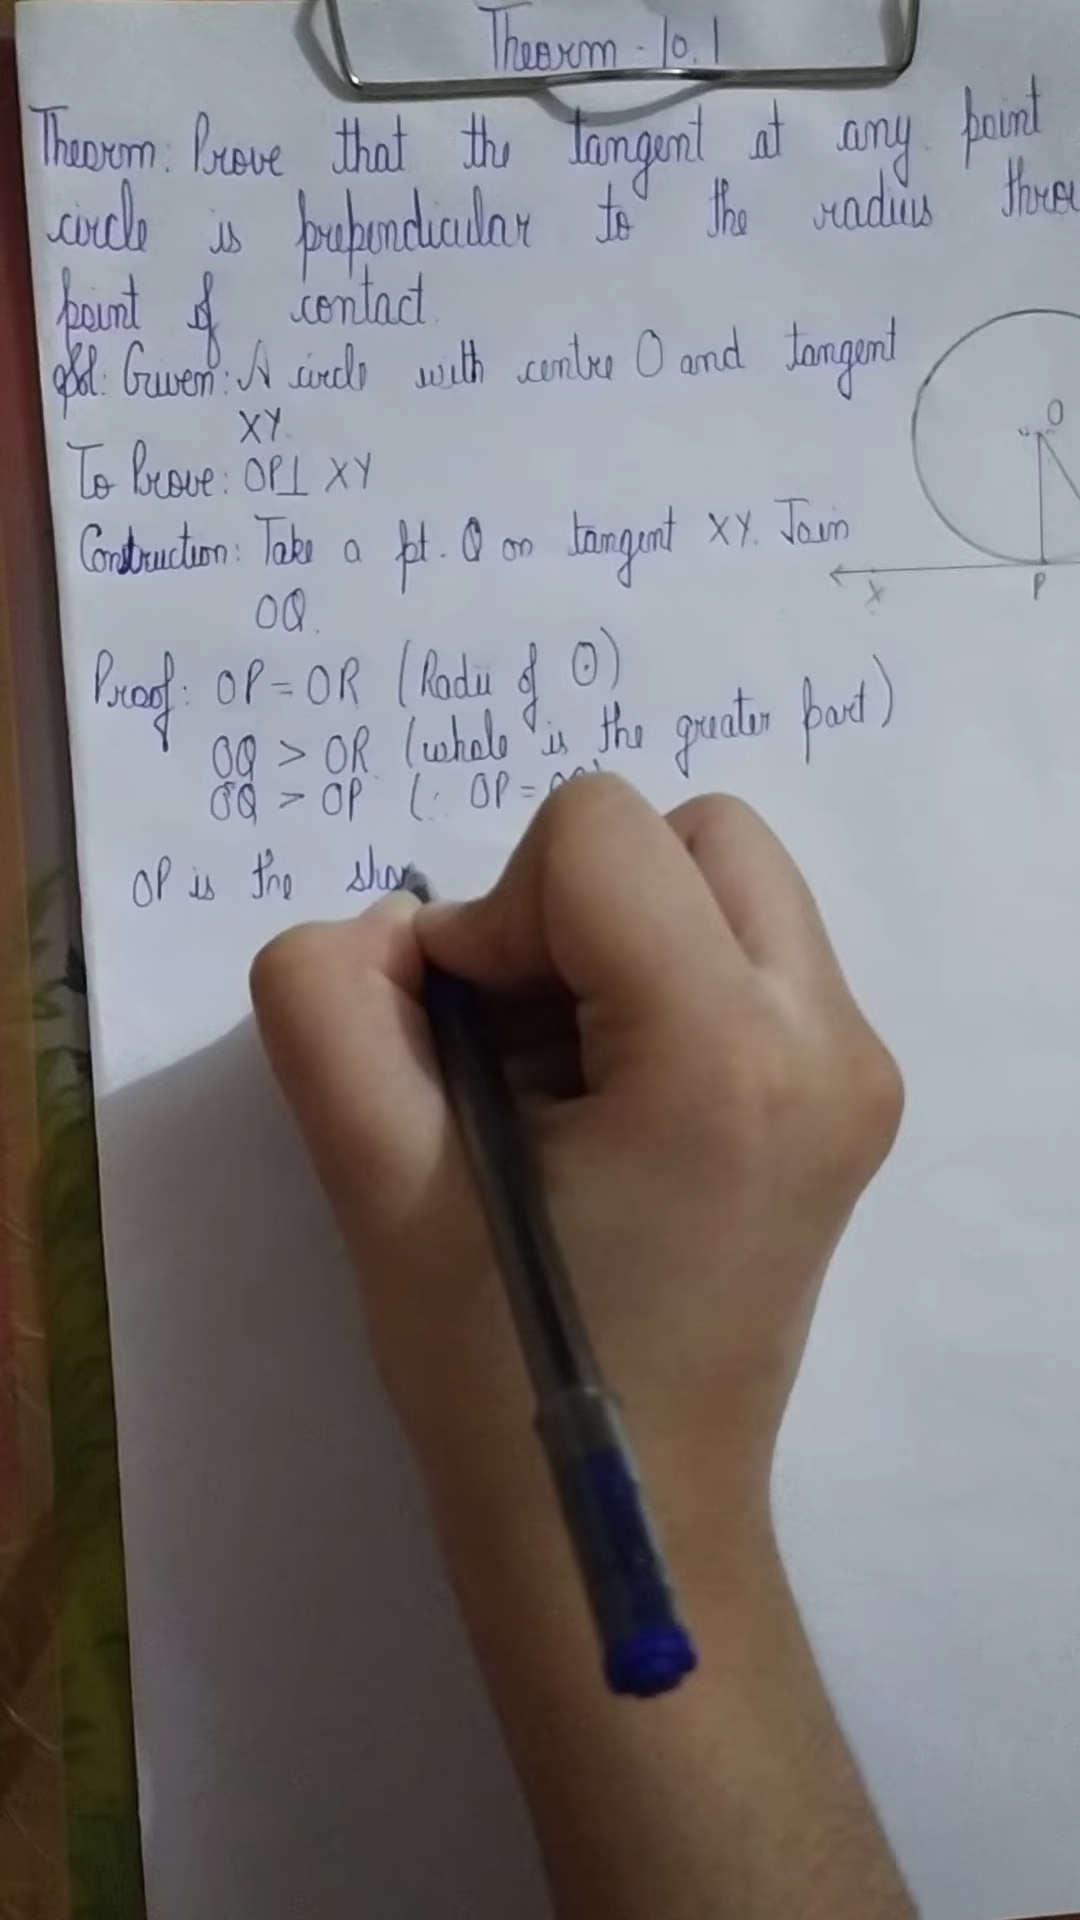 Theorm - 10.1
Theorm: Prove that the tangent at any point
circle is prependicular to the radius throu
point of contact.
Sol: Given: A circle with centre O and tangent
XY.
To Prove: OP⊥ XY
Construction: Take a pt. Q on tangent XY. Join
OQ.
Proof: OP = OR (Radii of ⊙)
OQ > OR (whole is the greater part)
OQ > OP (∵ OP =
OP is the shor
O
X
P